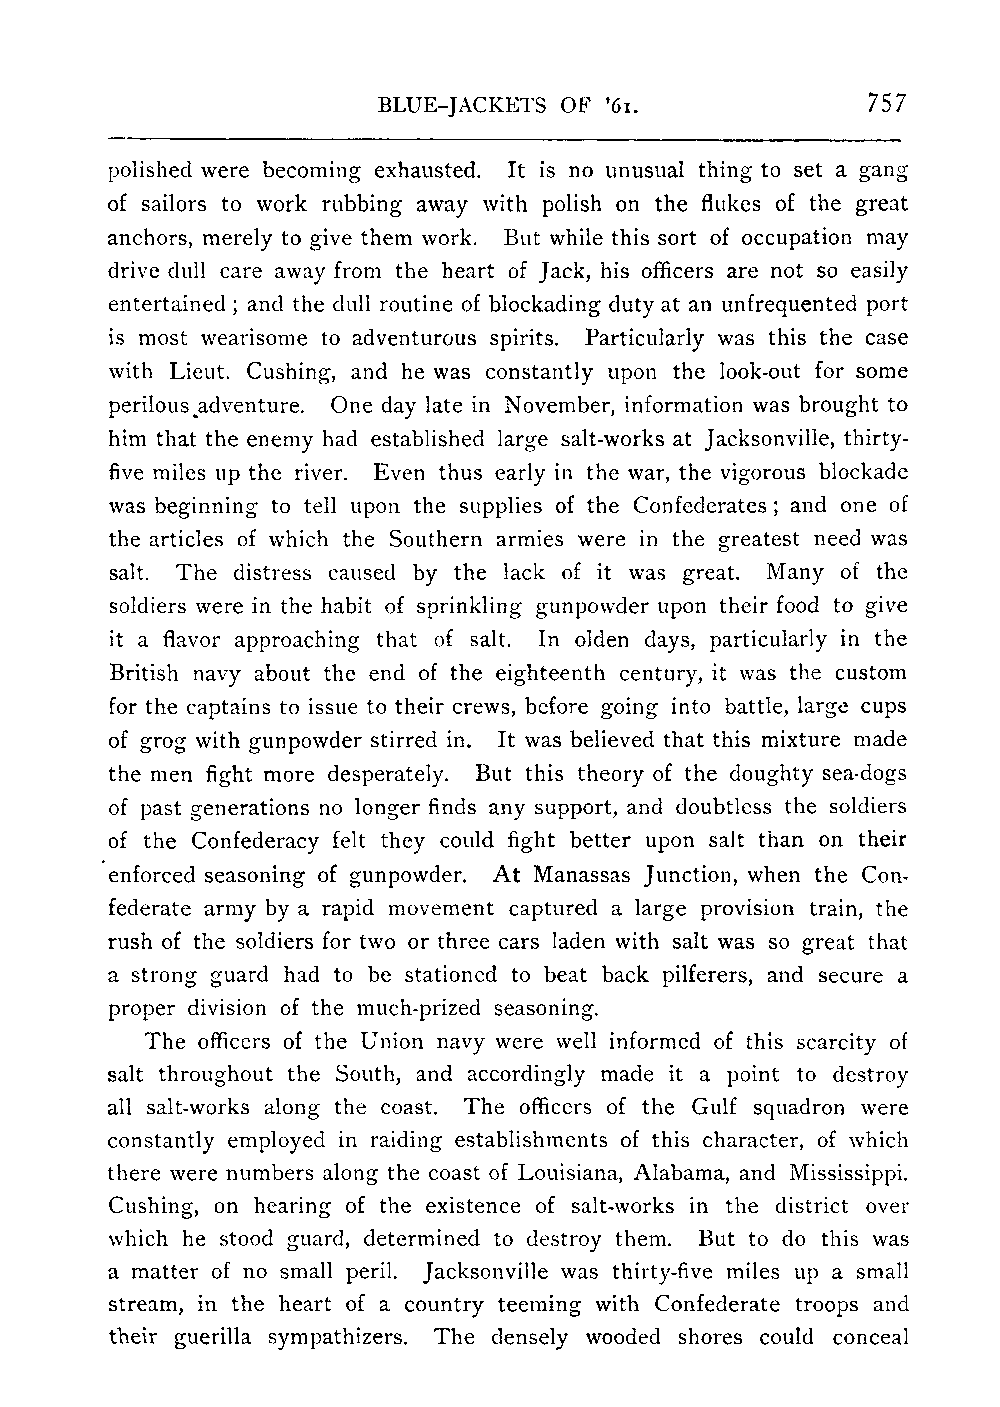 BLUE-JACKETS OF '61. 757
polished were becoming exhausted. It is no unusual thing to set a gang
of sailors to work rubbing away with polish on the flukes of the great
anchors, merely to give them work. But while this sort of occupation may
drive dull care away from the heart of Jack, his officers are not so easily
entertained; and the dull routine of blockading duty at an unfrequented port
is most wearisome to adventurous spirits. Particularly was this the case
with Lieut. Cushing, and he was constantly upon the look-out for some
perilous adventure. One day late in November, information was brought to
him that the enemy had established large salt-works at Jacksonville, thirty-
five miles up the river. Even thus early in the war, the vigorous blockade
was beginning to tell upon the supplies of the Confederates; and one of
the articles of which the Southern armies were in the greatest need was
salt. The distress caused by the lack of it was great. Many of the
soldiers were in the habit of sprinkling gunpowder upon their food to give
it a flavor approaching that of salt. In olden days, particularly in the
British navy about the end of the eighteenth century, it was the custom
for the captains to issue to their crews, before going into battle, large cups
of grog with gunpowder stirred in. It was believed that this mixture made
the men fight more desperately. But this theory of the doughty sea-dogs
of past generations no longer finds any support, and doubtless the soldiers
of the Confederacy felt they could fight better upon salt than on their
enforced seasoning of gunpowder. At Manassas Junction, when the Con-
federate army by a rapid movement captured a large provision train, the
rush of the soldiers for two or three cars laden with salt was so great that
a strong guard had to be stationed to beat back pilferers, and secure a
proper division of the much-prized seasoning.
The officers of the Union navy were well informed of this scarcity of
salt throughout the South, and accordingly made it a point to destroy
all salt-works along the coast. The officers of the Gulf squadron were
constantly employed in raiding establishments of this character, of which
there were numbers along the coast of Louisiana, Alabama, and Mississippi.
Cushing, on hearing of the existence of salt-works in the district over
which he stood guard, determined to destroy them. But to do this was
a matter of no small peril. Jacksonville was thirty-five miles up a small
stream, in the heart of a country teeming with Confederate troops and
their guerilla sympathizers. The densely wooded shores could conceal